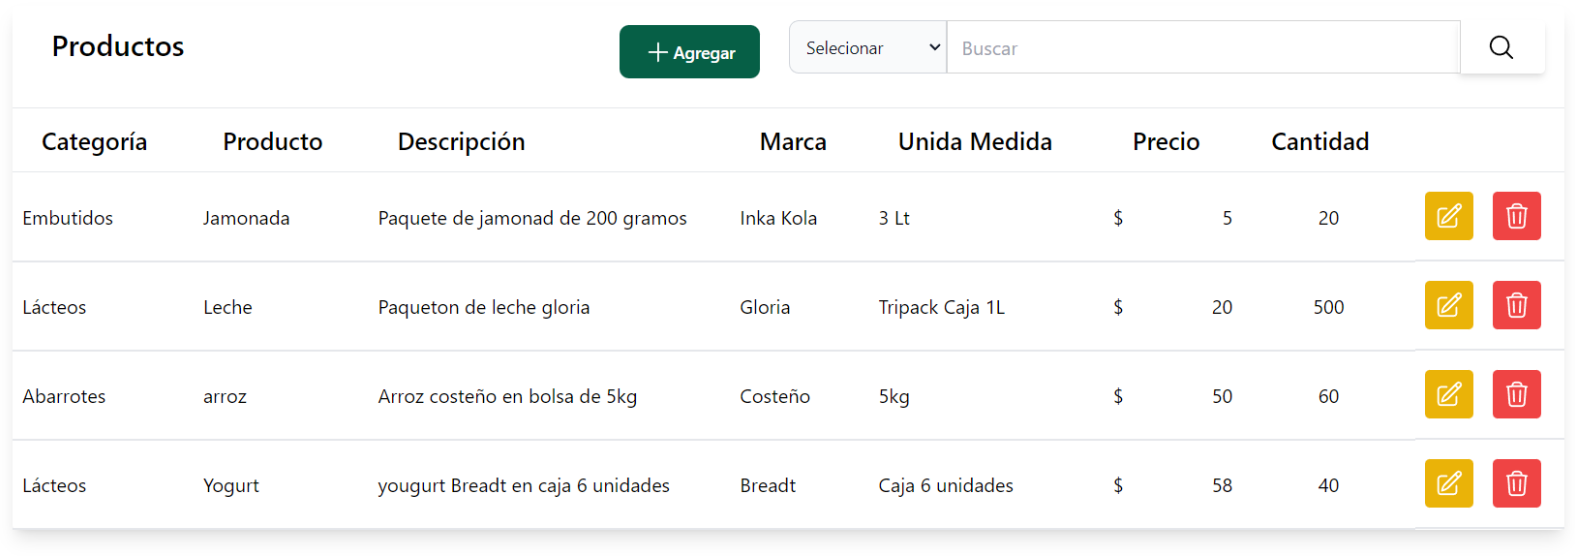 Productos
Agregar
Selecionar
Buscar
Categoría Producto Descripción Marca Unida Medida Precio Cantidad
Embutidos Jamonada Paquete de jamonad de 200 gramos Inka Kola 3 Lt $ 5 20
Lácteos Leche Paqueton de leche gloria Gloria Tripack Caja 1L $ 20 500
Abarrotes arroz Arroz costeño en bolsa de 5kg Costeño 5kg $ 50 60
Lácteos Yogurt yougurt Breadt en caja 6 unidades Breadt Caja 6 unidades $ 58 40